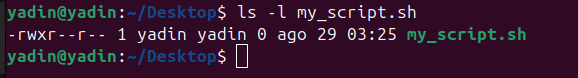 yadin@yadin:~/Desktop$ ls -l my_script.sh
-rwxr--r-- 1 yadin yadin 0 ago 29 03:25 my_script.sh
yadin@yadin:~/Desktop$